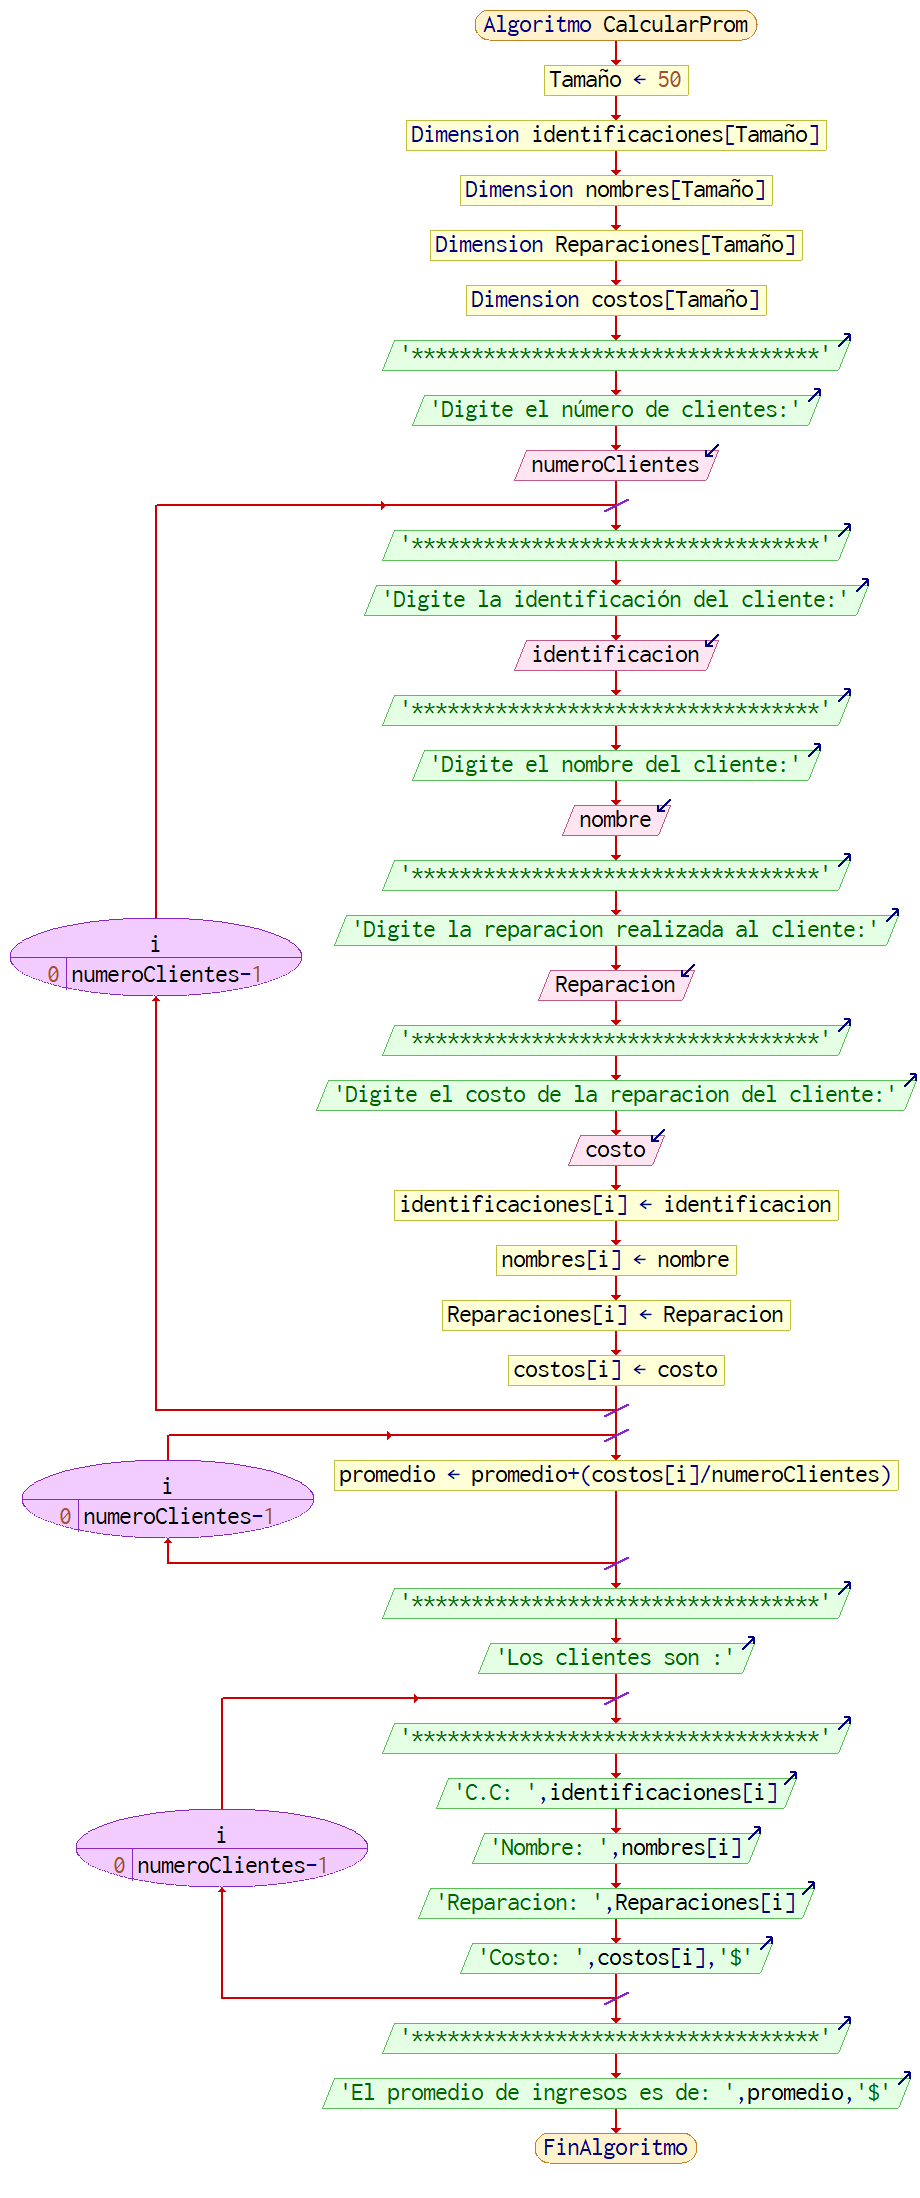 Algoritmo CalcularProm
Tamaño ← 50
Dimension identificaciones[Tamaño]
Dimension nombres[Tamaño]
Dimension Reparaciones[Tamaño]
Dimension costos[Tamaño]
'**********************************'
'Digite el número de clientes:'
numeroClientes
'**********************************'
'Digite la identificación del cliente:'
identificacion
'**********************************'
'Digite el nombre del cliente:'
nombre
'**********************************'
'Digite la reparacion realizada al cliente:'
i
0 numeroClientes-1
Reparacion
'**********************************'
'Digite el costo de la reparacion del cliente:'
costo
identificaciones[i] ← identificacion
nombres[i] ← nombre
Reparaciones[i] ← Reparacion
costos[i] ← costo
i
0 numeroClientes-1
promedio ← promedio+(costos[i]/numeroClientes)
'**********************************'
'Los clientes son :'
'**********************************'
'C.C: ',identificaciones[i]
i
0 numeroClientes-1
'Nombre: ',nombres[i]
'Reparacion: ',Reparaciones[i]
'Costo: ',costos[i],'$'
'**********************************'
'El promedio de ingresos es de: ',promedio,'$'
FinAlgoritmo